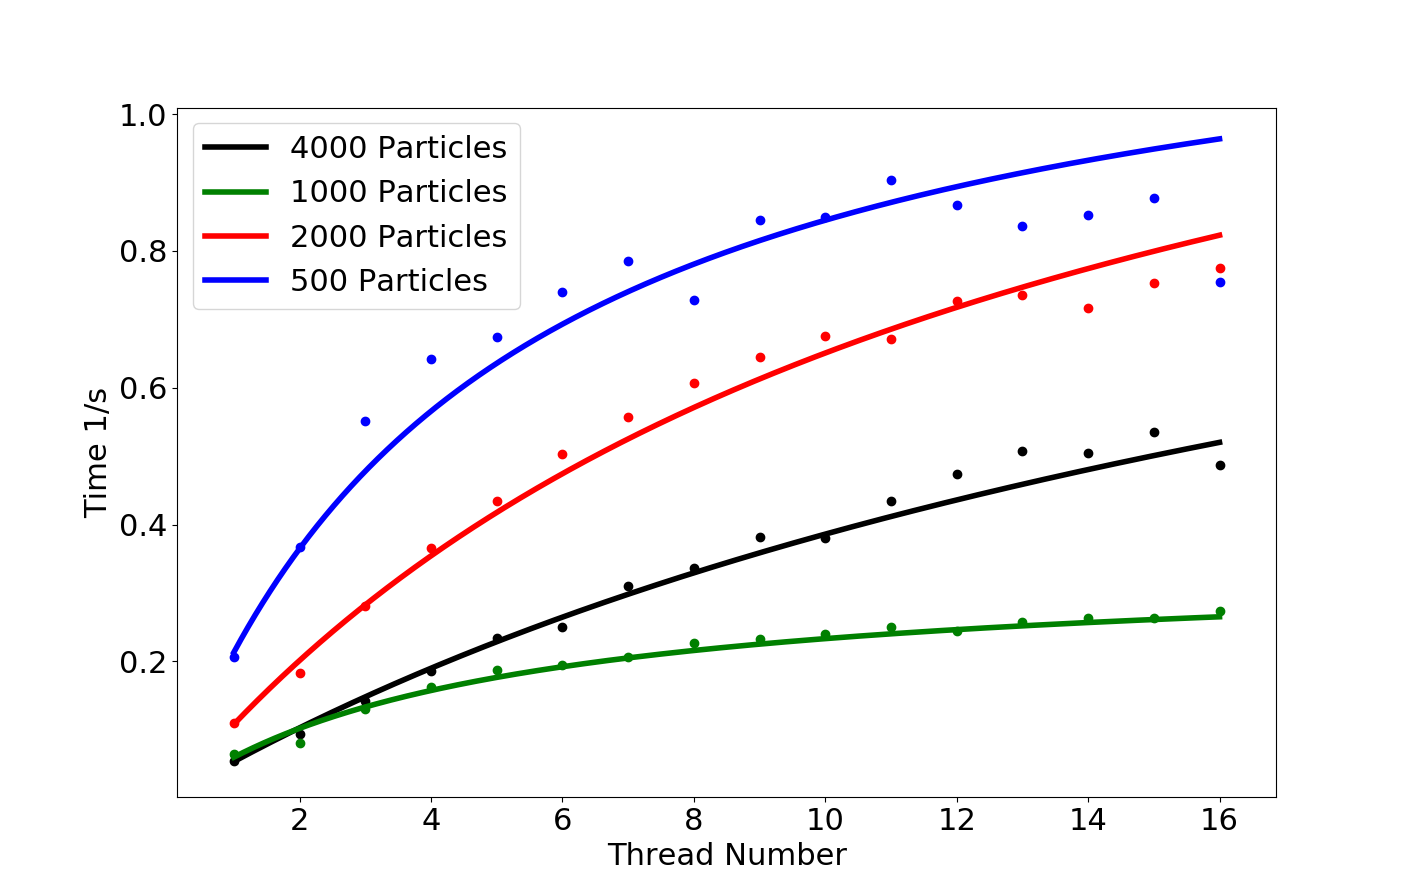 1.0
0.8
0.6
0.4
0.2
Time 1/s
4000 Particles
1000 Particles
2000 Particles
500 Particles
2 4 6 8 10 12 14 16
Thread Number